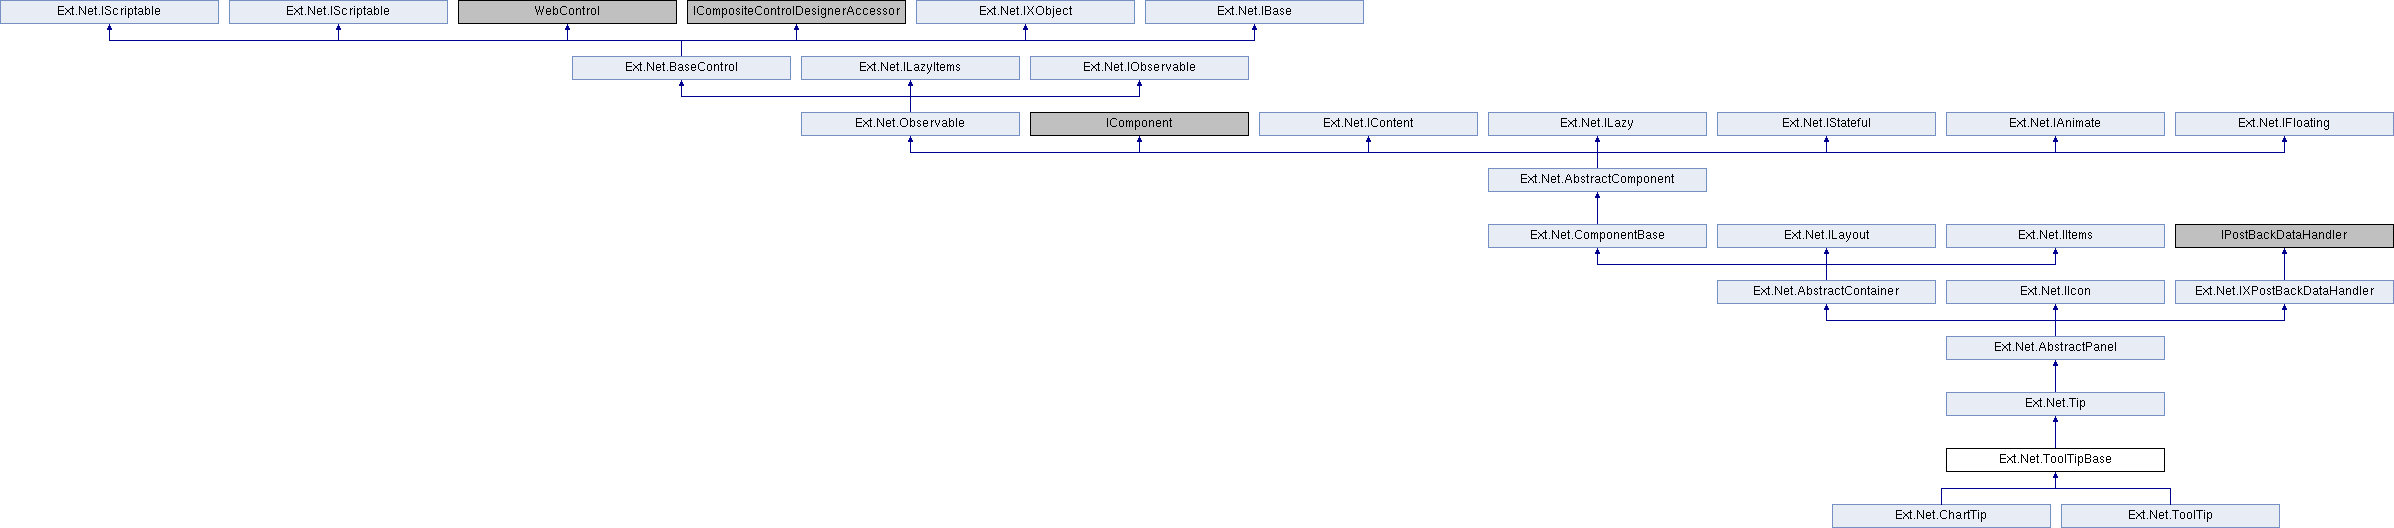 Ext.Net.IScriptable
Ext.Net.IScriptable
WebControl
ICompositeControlDesignerAccessor
Ext.Net.IXObject
Ext.Net.IBase
Ext.Net.BaseControl
Ext.Net.ILazyItems
Ext.Net.IObservable
Ext.Net.Observable
IComponent
Ext.Net.IContent
Ext.Net.ILazy
Ext.Net.IStateful
Ext.Net.IAnimate
Ext.Net.IFloating
Ext.Net.AbstractComponent
Ext.Net.ComponentBase
Ext.Net.ILayout
Ext.Net.IItems
IPostBackDataHandler
Ext.Net.AbstractContainer
Ext.Net.IIcon
Ext.Net.IXPostBackDataHandler
Ext.Net.AbstractPanel
Ext.Net.Tip
Ext.Net.ToolTipBase
Ext.Net.ChartTip
Ext.Net.ToolTip